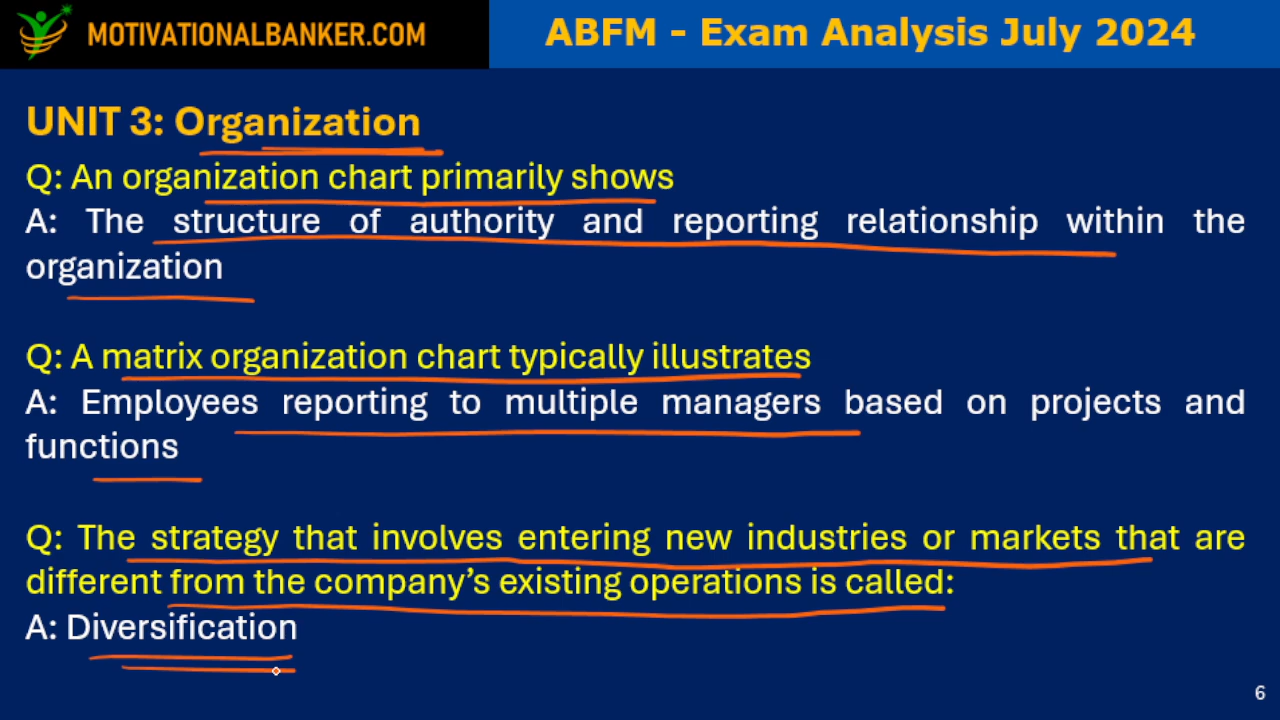 MOTIVATIONALBANKER.COM
ABFM - Exam Analysis July 2024
UNIT 3: Organization
Q: An organization chart primarily shows
A: The structure of authority and reporting relationship within the
organization
Q: A matrix organization chart typically illustrates
A: Employees reporting to multiple managers based on projects and
functions
Q: The strategy that involves entering new industries or markets that are
different from the company’s existing operations is called:
A: Diversification
6